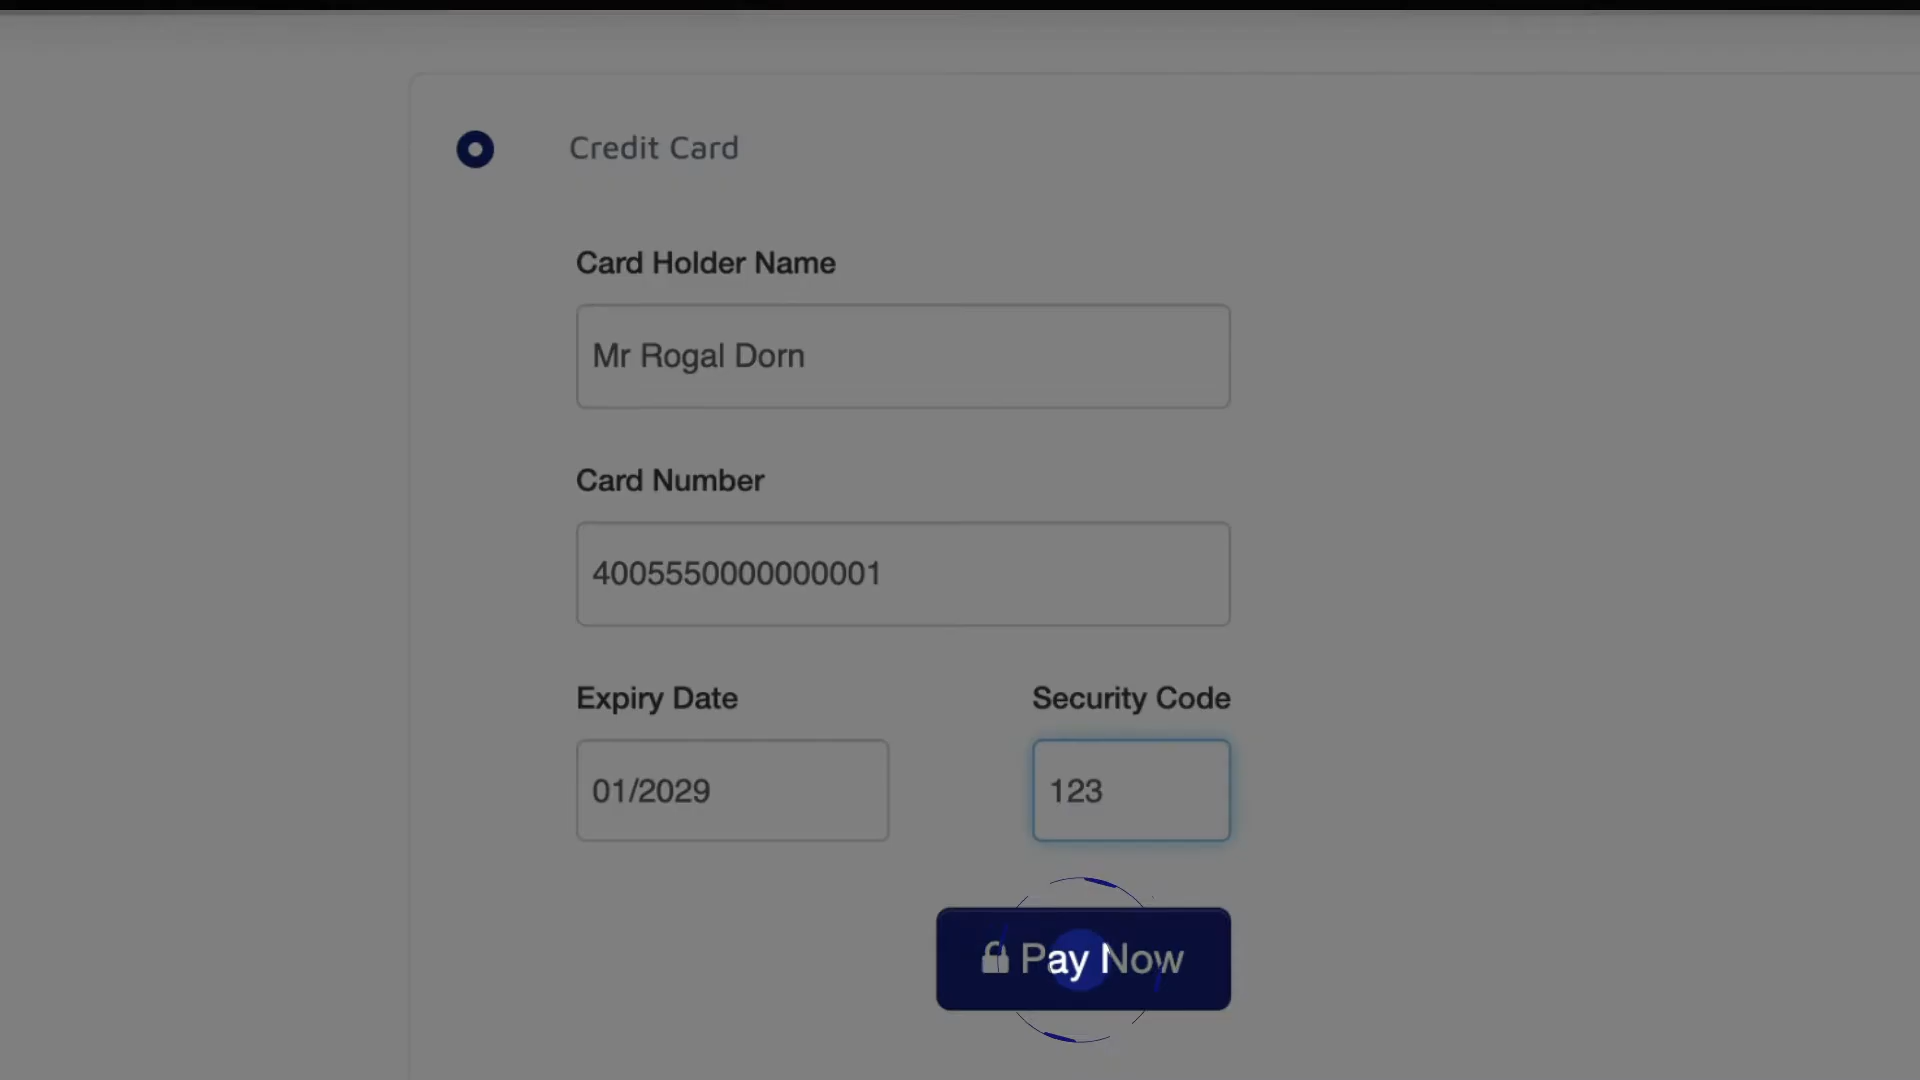 Credit Card
Card Holder Name
Mr Rogal Dorn
Card Number
4005550000000001
Expiry Date
Security Code
01/2029
123
Pay Now